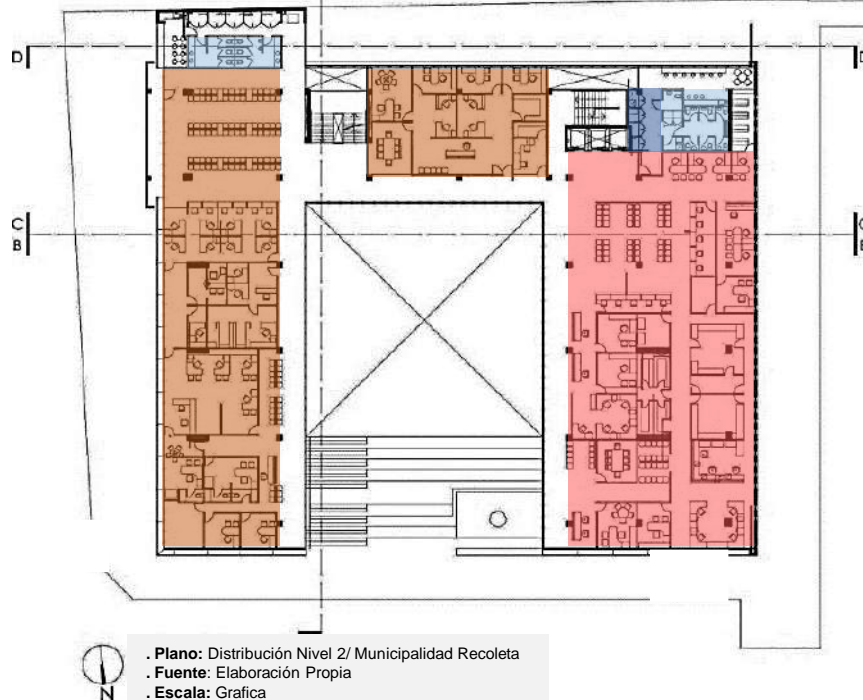 D
D
C
B
C
N
. Plano: Distribución Nivel 2/ Municipalidad Recoleta
. Fuente: Elaboración Propia
. Escala: Grafica